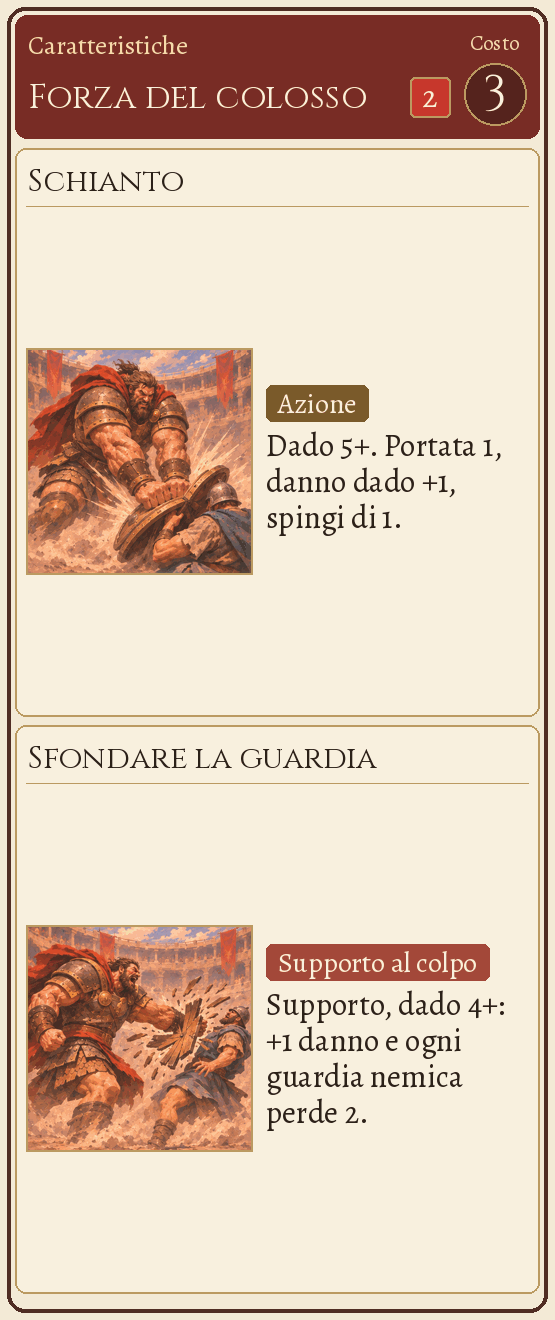 Caratteristiche
Costo
Forza del colosso
2
3
Schianto
Azione
Dado 5+. Portata 1,
danno dado +1,
spingi di 1.
Sfondare la guardia
Supporto al colpo
Supporto, dado 4+:
+1 danno e ogni
guardia nemica
perde 2.